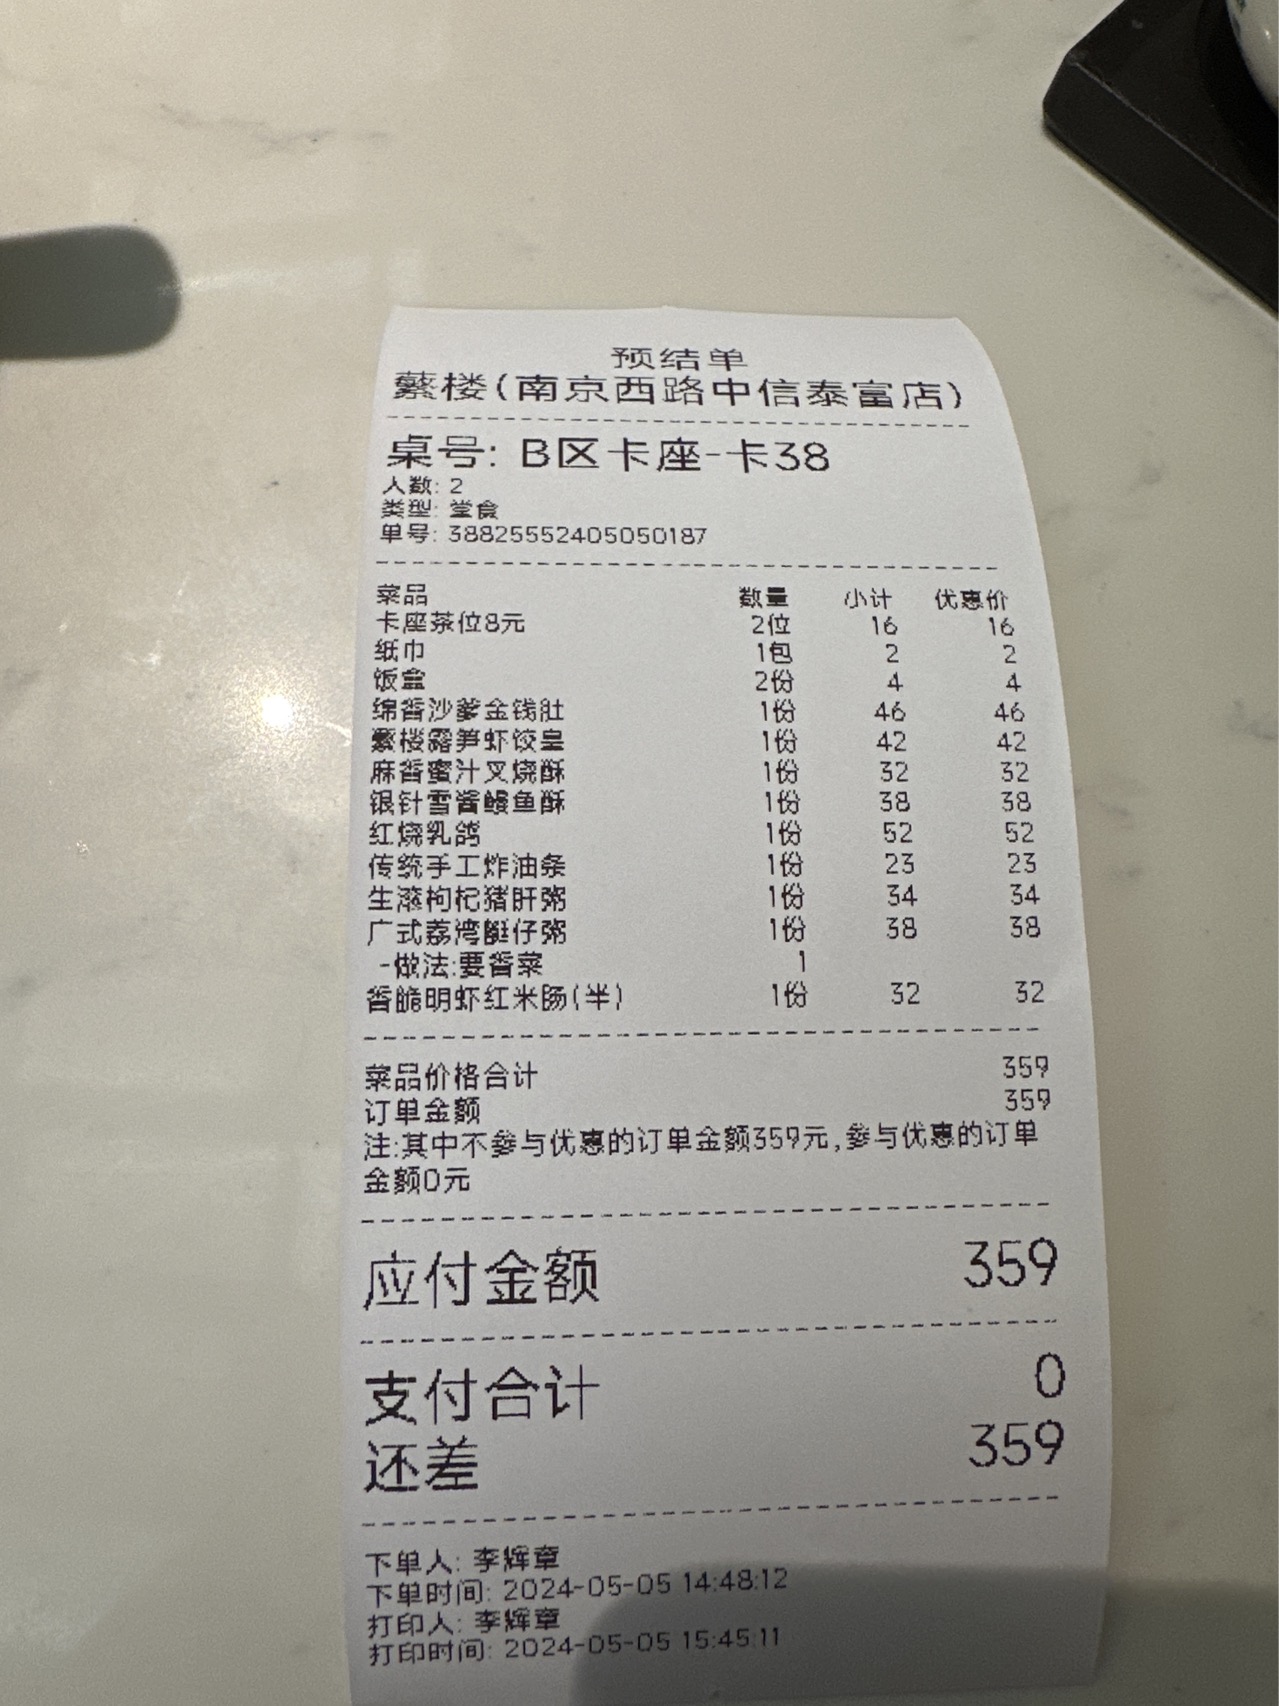 预结单
蘩楼(南京西路中信泰富店)
桌号: B区卡座-卡38
人数: 2
类型: 堂食
单号: 38825552405050187
菜品 数量 小计 优惠价
卡座茶位8元 2位 16 16
纸巾 1包 2 2
饭盒 2份 4 4
绵香沙爹金钱肚 1份 46 46
蘩楼露笋虾饺皇 1份 42 42
麻香蜜汁叉烧酥 1份 32 32
银针雪酱鳗鱼酥 1份 38 38
红烧乳鸽 1份 52 52
传统手工炸油条 1份 23 23
生滚枸杞猪肝粥 1份 34 34
广式荔湾艇仔粥 1份 38 38
-做法:要香菜 1
香脆明虾红米肠(半) 1份 32 32
菜品价格合计 359
订单金额 359
注:其中不参与优惠的订单金额359元,参与优惠的订单
金额0元
应付金额 359
支付合计 0
还差 359
下单人: 李辉章
下单时间: 2024-05-05 14:48:12
打印人: 李辉章
打印时间: 2024-05-05 15:45:11